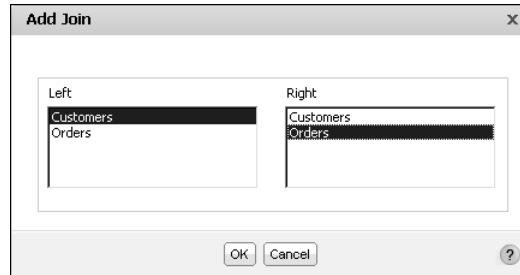 Add Join x
Left Right
Customers Customers
Orders Orders
OK Cancel ?